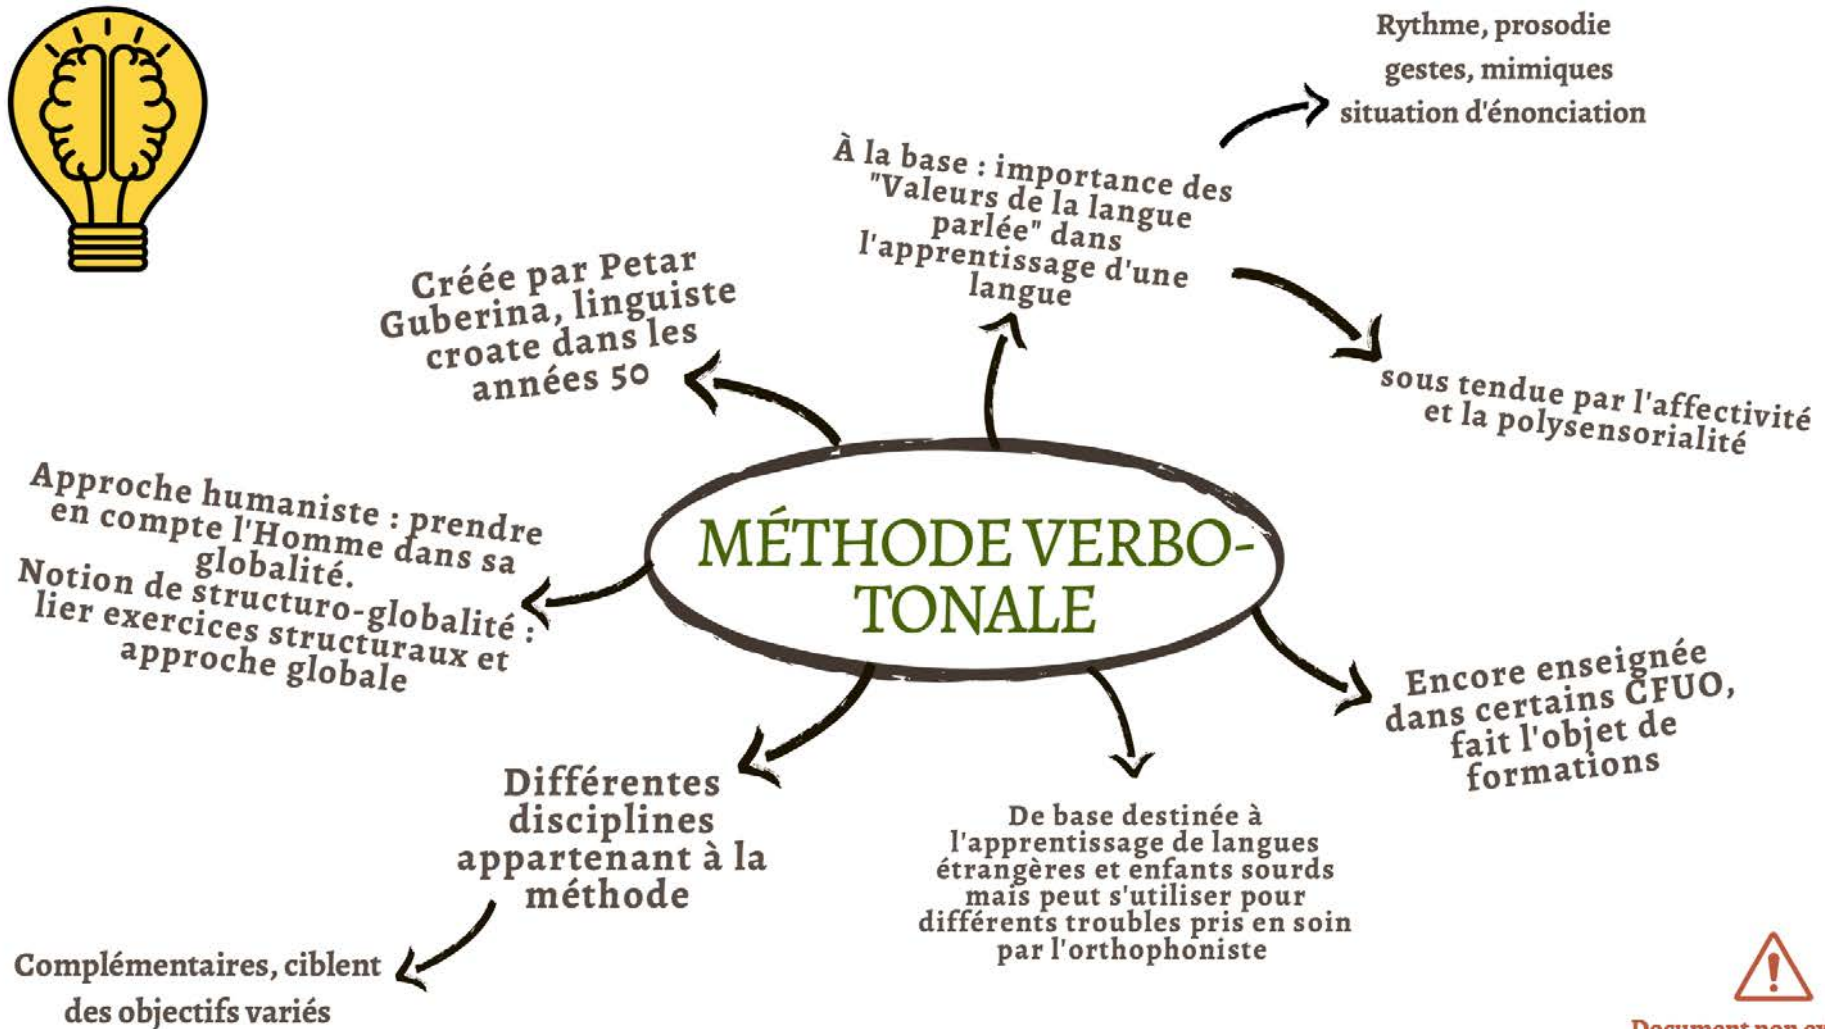 Rythme, prosodie
gestes, mimiques
situation d'énonciation
À la base : importance des
"Valeurs de la langue
parlée" dans
l'apprentissage d'une
langue
Créée par Petar
Guberina, linguiste
croate dans les
années 50
sous tendue par l'affectivité
et la polysensorialité
Approche humaniste : prendre
en compte l'Homme dans sa
globalité.
Notion de structuro-globalité :
lier exercices structuraux et
approche globale
MÉTHODE VERBO-
TONALE
Encore enseignée
dans certains CFUO,
fait l'objet de
formations
Différentes
disciplines
appartenant à la
méthode
De base destinée à
l'apprentissage de langues
étrangères et enfants sourds
mais peut s'utiliser pour
différents troubles pris en soin
par l'orthophoniste
Complémentaires, ciblent
des objectifs variés
Document non